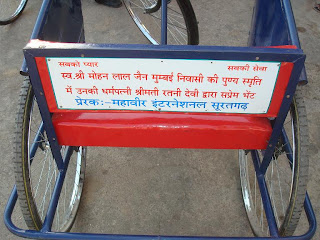 सबको प्यार सबकी सेवा
स्व.श्री मोहन लाल जैन मुम्बई निवासी की पुण्य स्मृति
में उनकी धर्मपत्नी श्रीमती रतनी देवी द्वारा सप्रेम भेंट
प्रेरकः-महावीर इंटरनेशनल सूरतगढ़